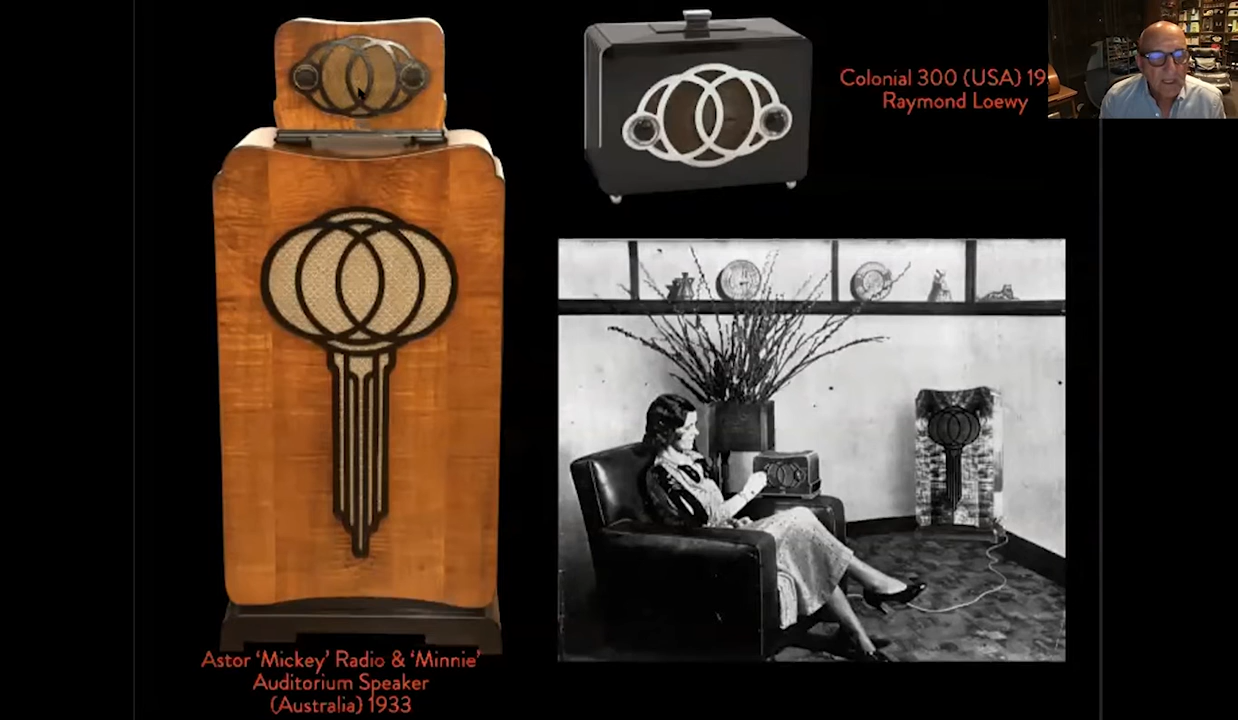 Colonial 300 (USA) 19
Raymond Loewy
Astor 'Mickey' Radio & 'Minnie'
Auditorium Speaker
(Australia) 1933